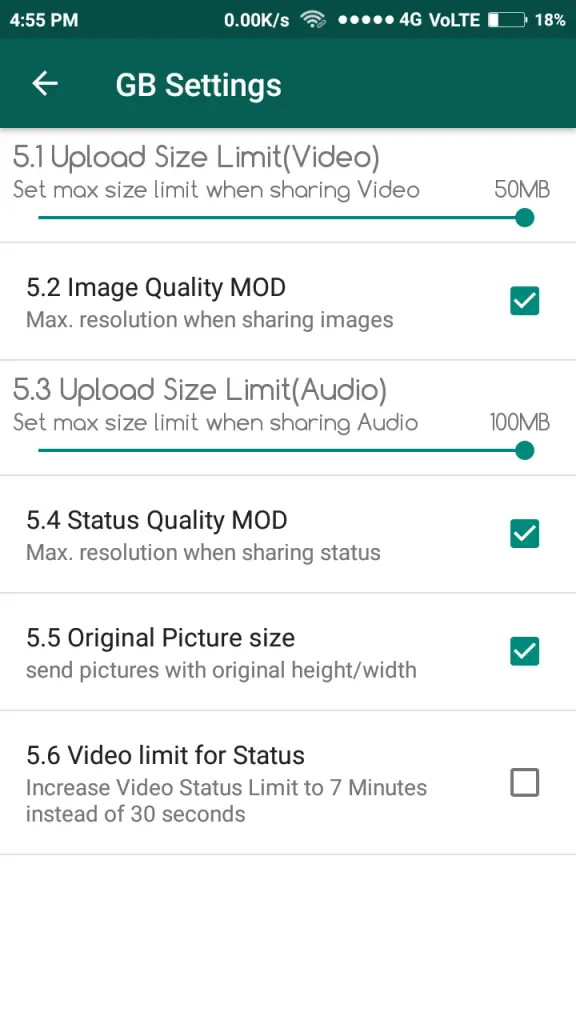 4:55 PM 0.00K/s 4G VoLTE 18%
GB Settings
5.1 Upload Size Limit(Video)
Set max size limit when sharing Video 50MB
5.2 Image Quality MOD
Max. resolution when sharing images
5.3 Upload Size Limit(Audio)
Set max size limit when sharing Audio 100MB
5.4 Status Quality MOD
Max. resolution when sharing status
5.5 Original Picture size
send pictures with original height/width
5.6 Video limit for Status
Increase Video Status Limit to 7 Minutes
instead of 30 seconds